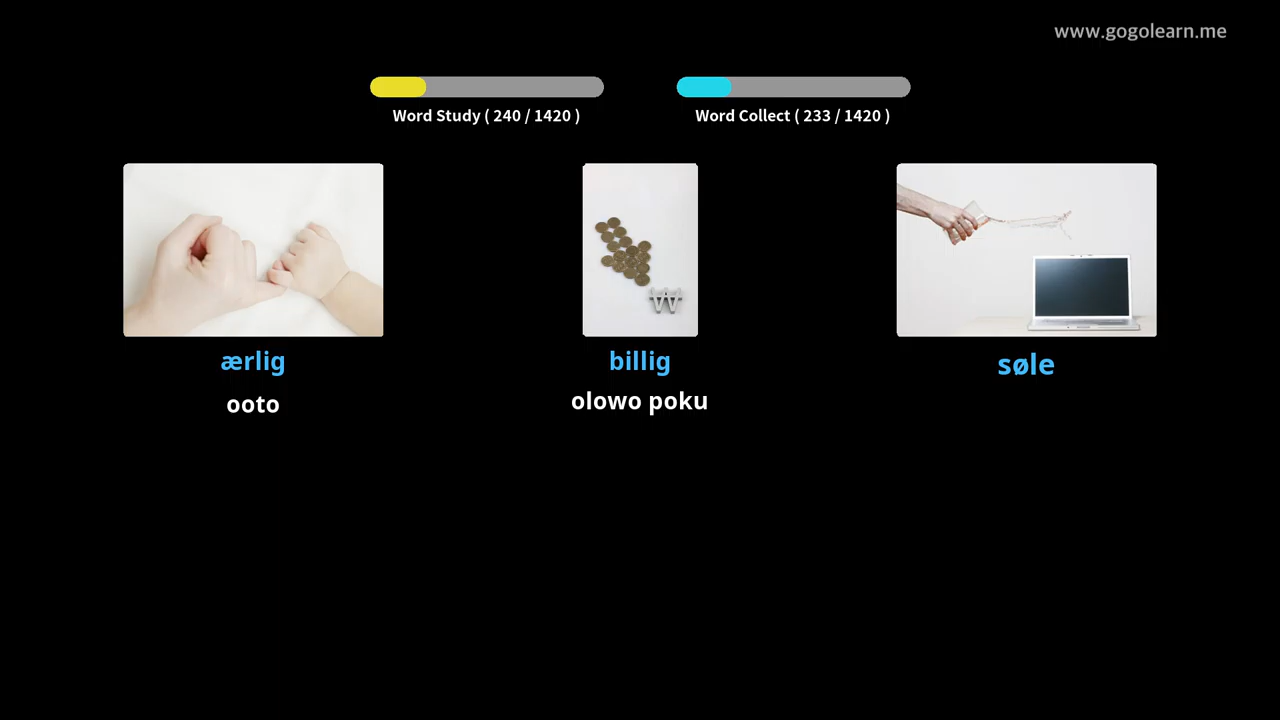 www.gogolearn.me
Word Study ( 240 / 1420 )
Word Collect ( 233 / 1420 )
ærlig
ooto
billig
olowo poku
søle